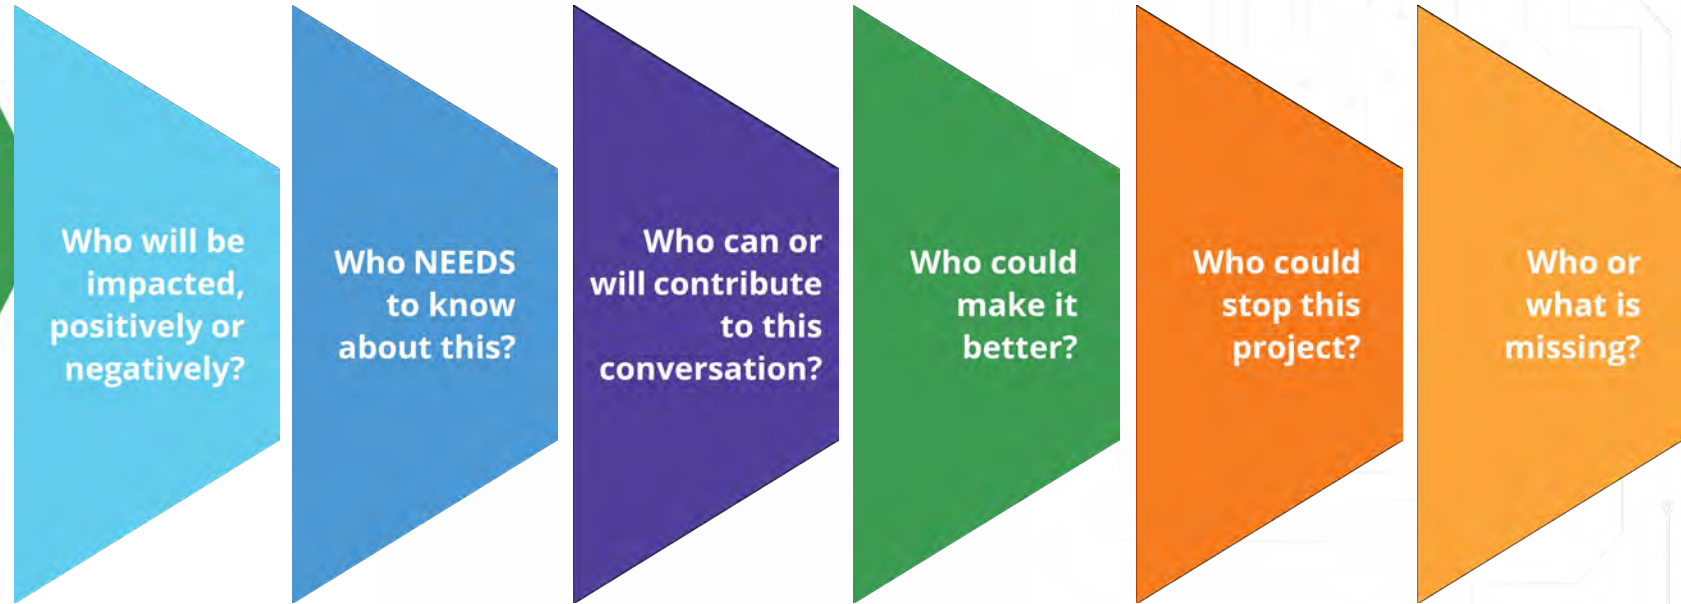 Who will be
impacted,
positively or
negatively?
Who NEEDS
to know
about this?
Who can or
will contribute
to this
conversation?
Who could
make it
better?
Who could
stop this
project?
Who or
what is
missing?